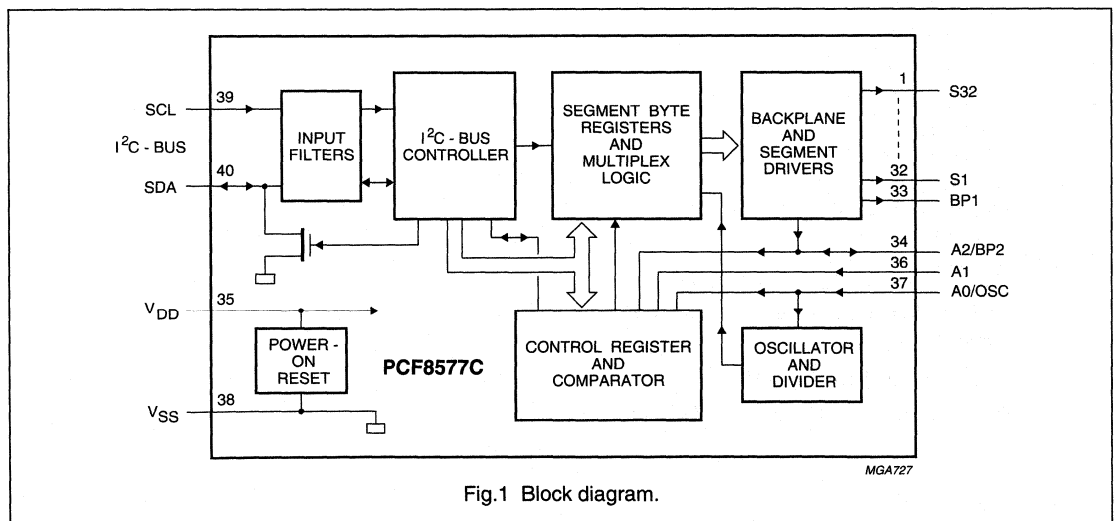 SCL
I²C - BUS
SDA
39
40
INPUT
FILTERS
I²C - BUS
CONTROLLER
SEGMENT BYTE
REGISTERS
AND
MULTIPLEX
LOGIC
BACKPLANE
AND
SEGMENT
DRIVERS
1
S32
32
S1
33
BP1
34
A2/BP2
36
A1
37
A0/OSC
V_DD
35
POWER -
ON
RESET
V_SS
38
PCF8577C
CONTROL REGISTER
AND
COMPARATOR
OSCILLATOR
AND
DIVIDER
MGA727
Fig.1 Block diagram.